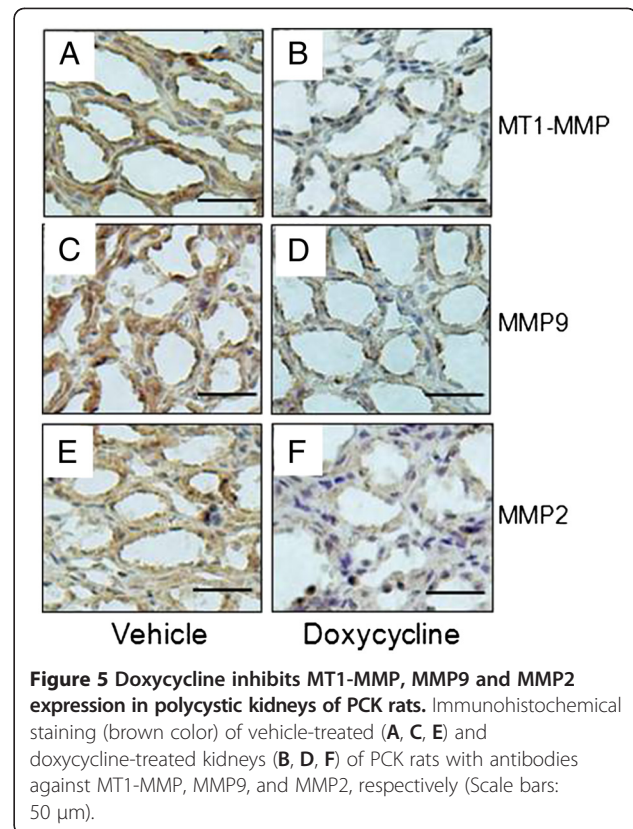 A
B
MT1-MMP
C
D
MMP9
E
F
MMP2
Vehicle
Doxycycline
Figure 5 Doxycycline inhibits MT1-MMP, MMP9 and MMP2
expression in polycystic kidneys of PCK rats. Immunohistochemical
staining (brown color) of vehicle-treated (A, C, E) and
doxycycline-treated kidneys (B, D, F) of PCK rats with antibodies
against MT1-MMP, MMP9, and MMP2, respectively (Scale bars:
50 μm).